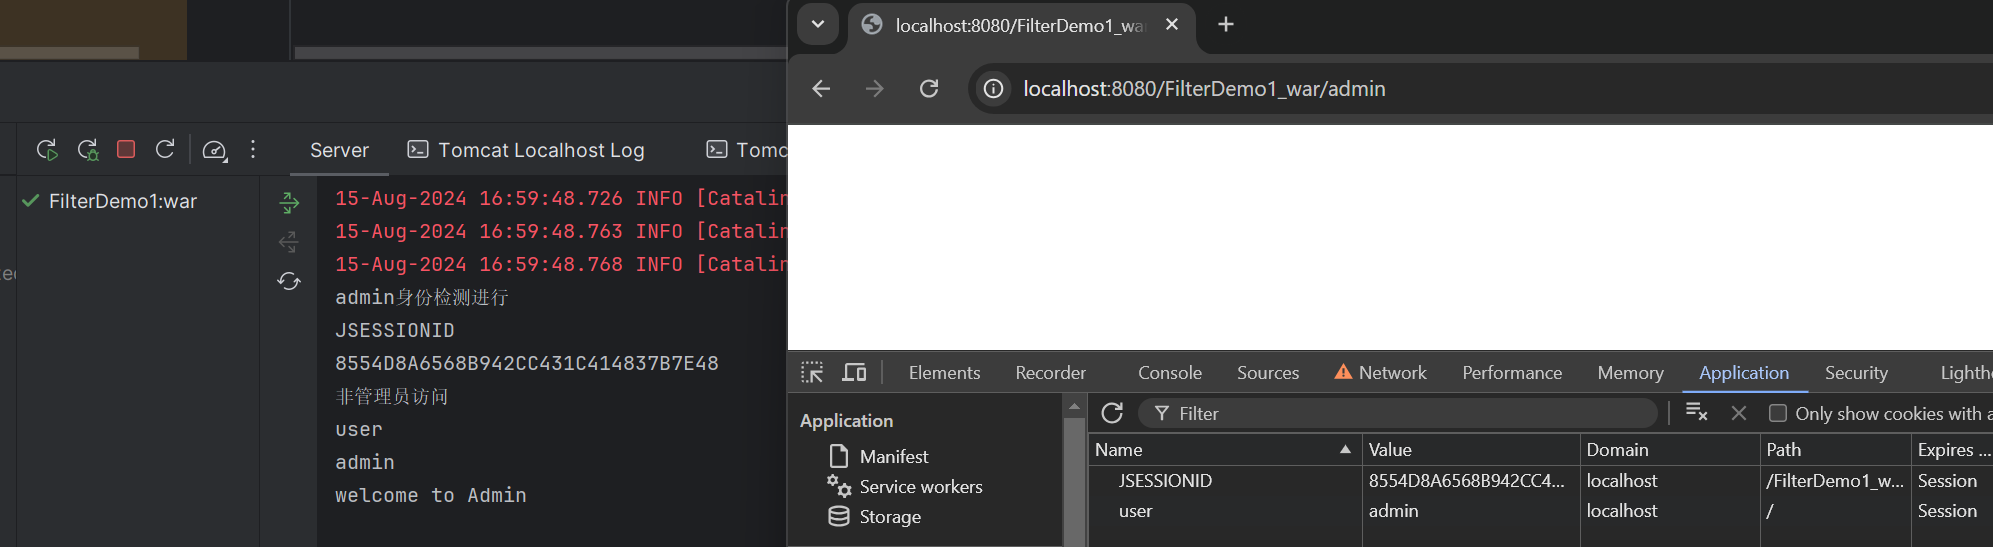 localhost:8080/FilterDemo1_wa
localhost:8080/FilterDemo1_war/admin
Server
Tomcat Localhost Log
Tomc
FilterDemo1:war
15-Aug-2024 16:59:48.726 INFO [Catalin
15-Aug-2024 16:59:48.763 INFO [Catalin
15-Aug-2024 16:59:48.768 INFO [Catalin
admin身份检测进行
JSESSIONID
8554D8A6568B942CC431C414837B7E48
非管理员访问
user
admin
welcome to Admin
Elements Recorder Console Sources Network Performance Memory Application Security Lighth
Application
Manifest
Service workers
Storage
Filter
Only show cookies with a
Name Value Domain Path Expires ...
JSESSIONID 8554D8A6568B942CC4... localhost /FilterDemo1_w... Session
user admin localhost / Session